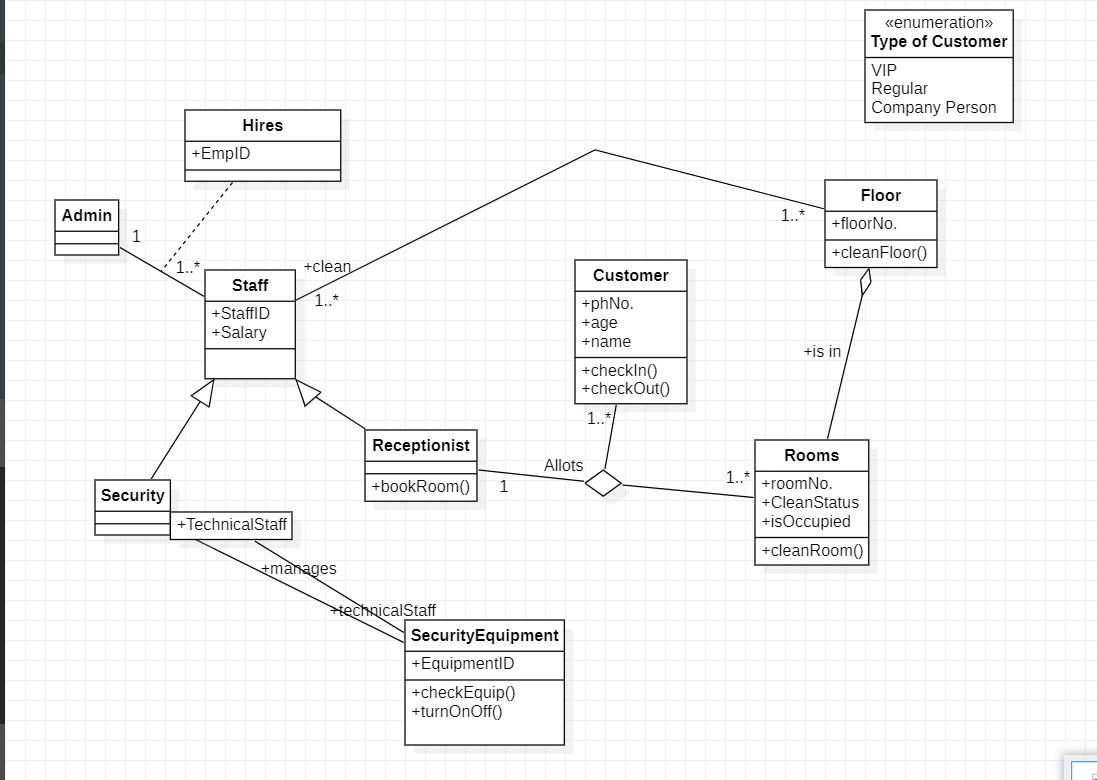 «enumeration»
Type of Customer
VIP
Regular
Company Person
Hires
+EmpID
Admin
1
1..*
Staff
+StaffID
+Salary
+clean
1..*
1..*
Floor
+floorNo.
+cleanFloor()
Customer
+phNo.
+age
+name
+checkIn()
+checkOut()
1..*
+is in
Receptionist
+bookRoom()
Allots
1
1..*
Rooms
+roomNo.
+CleanStatus
+isOccupied
+cleanRoom()
Security
+TechnicalStaff
+manages
+technicalStaff
SecurityEquipment
+EquipmentID
+checkEquip()
+turnOnOff()